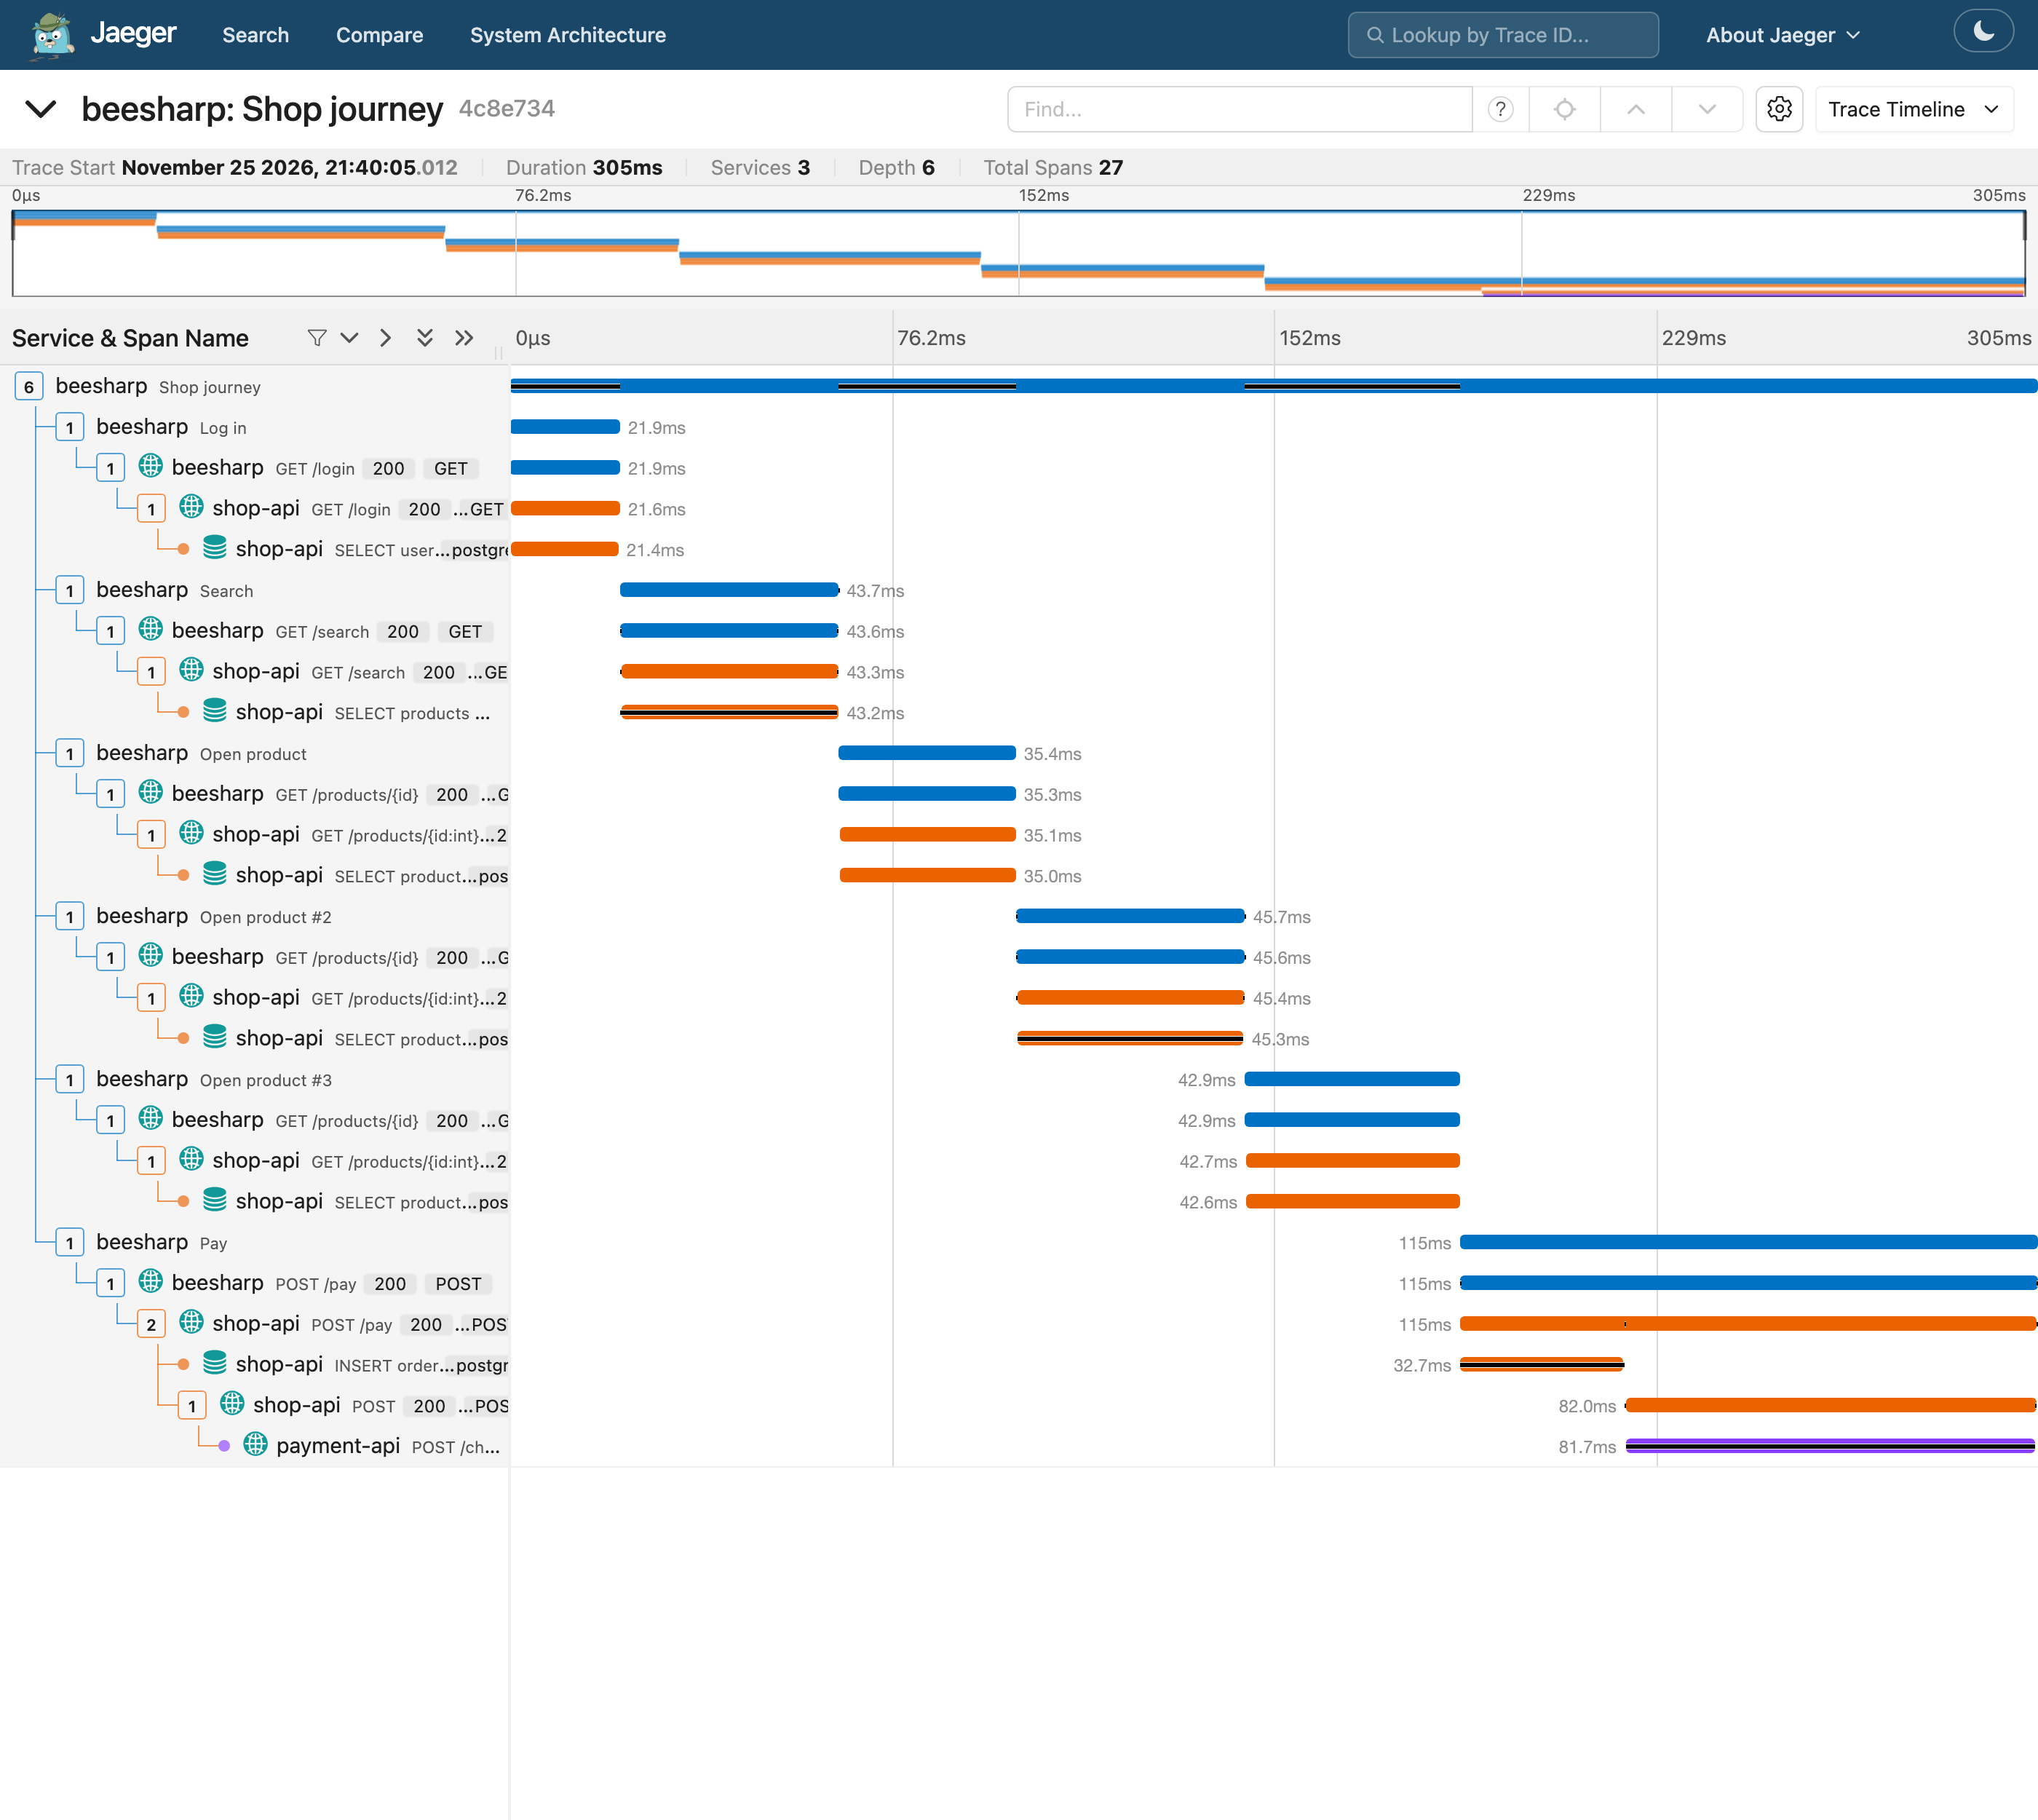 Jaeger Search Compare System Architecture Lookup by Trace ID... About Jaeger
beesharp: Shop journey 4c8e734 Find... ? Trace Timeline
Trace Start November 25 2026, 21:40:05.012 Duration 305ms Services 3 Depth 6 Total Spans 27
0μs 76.2ms 152ms 229ms 305ms
Service & Span Name 0μs 76.2ms 152ms 229ms 305ms
6 beesharp Shop journey
1 beesharp Log in 21.9ms
1 beesharp GET /login 200 GET 21.9ms
1 shop-api GET /login 200 ...GET 21.6ms
shop-api SELECT user...postgre 21.4ms
1 beesharp Search 43.7ms
1 beesharp GET /search 200 GET 43.6ms
1 shop-api GET /search 200 ...GE 43.3ms
shop-api SELECT products ... 43.2ms
1 beesharp Open product 35.4ms
1 beesharp GET /products/{id} 200 ...G 35.3ms
1 shop-api GET /products/{id:int}...2 35.1ms
shop-api SELECT product...pos 35.0ms
1 beesharp Open product #2 45.7ms
1 beesharp GET /products/{id} 200 ...G 45.6ms
1 shop-api GET /products/{id:int}...2 45.4ms
shop-api SELECT product...pos 45.3ms
1 beesharp Open product #3 42.9ms
1 beesharp GET /products/{id} 200 ...G 42.9ms
1 shop-api GET /products/{id:int}...2 42.7ms
shop-api SELECT product...pos 42.6ms
1 beesharp Pay 115ms
1 beesharp POST /pay 200 POST 115ms
2 shop-api POST /pay 200 ...POS 115ms
shop-api INSERT order...postgr 32.7ms
1 shop-api POST 200 ...POS 82.0ms
payment-api POST /ch... 81.7ms